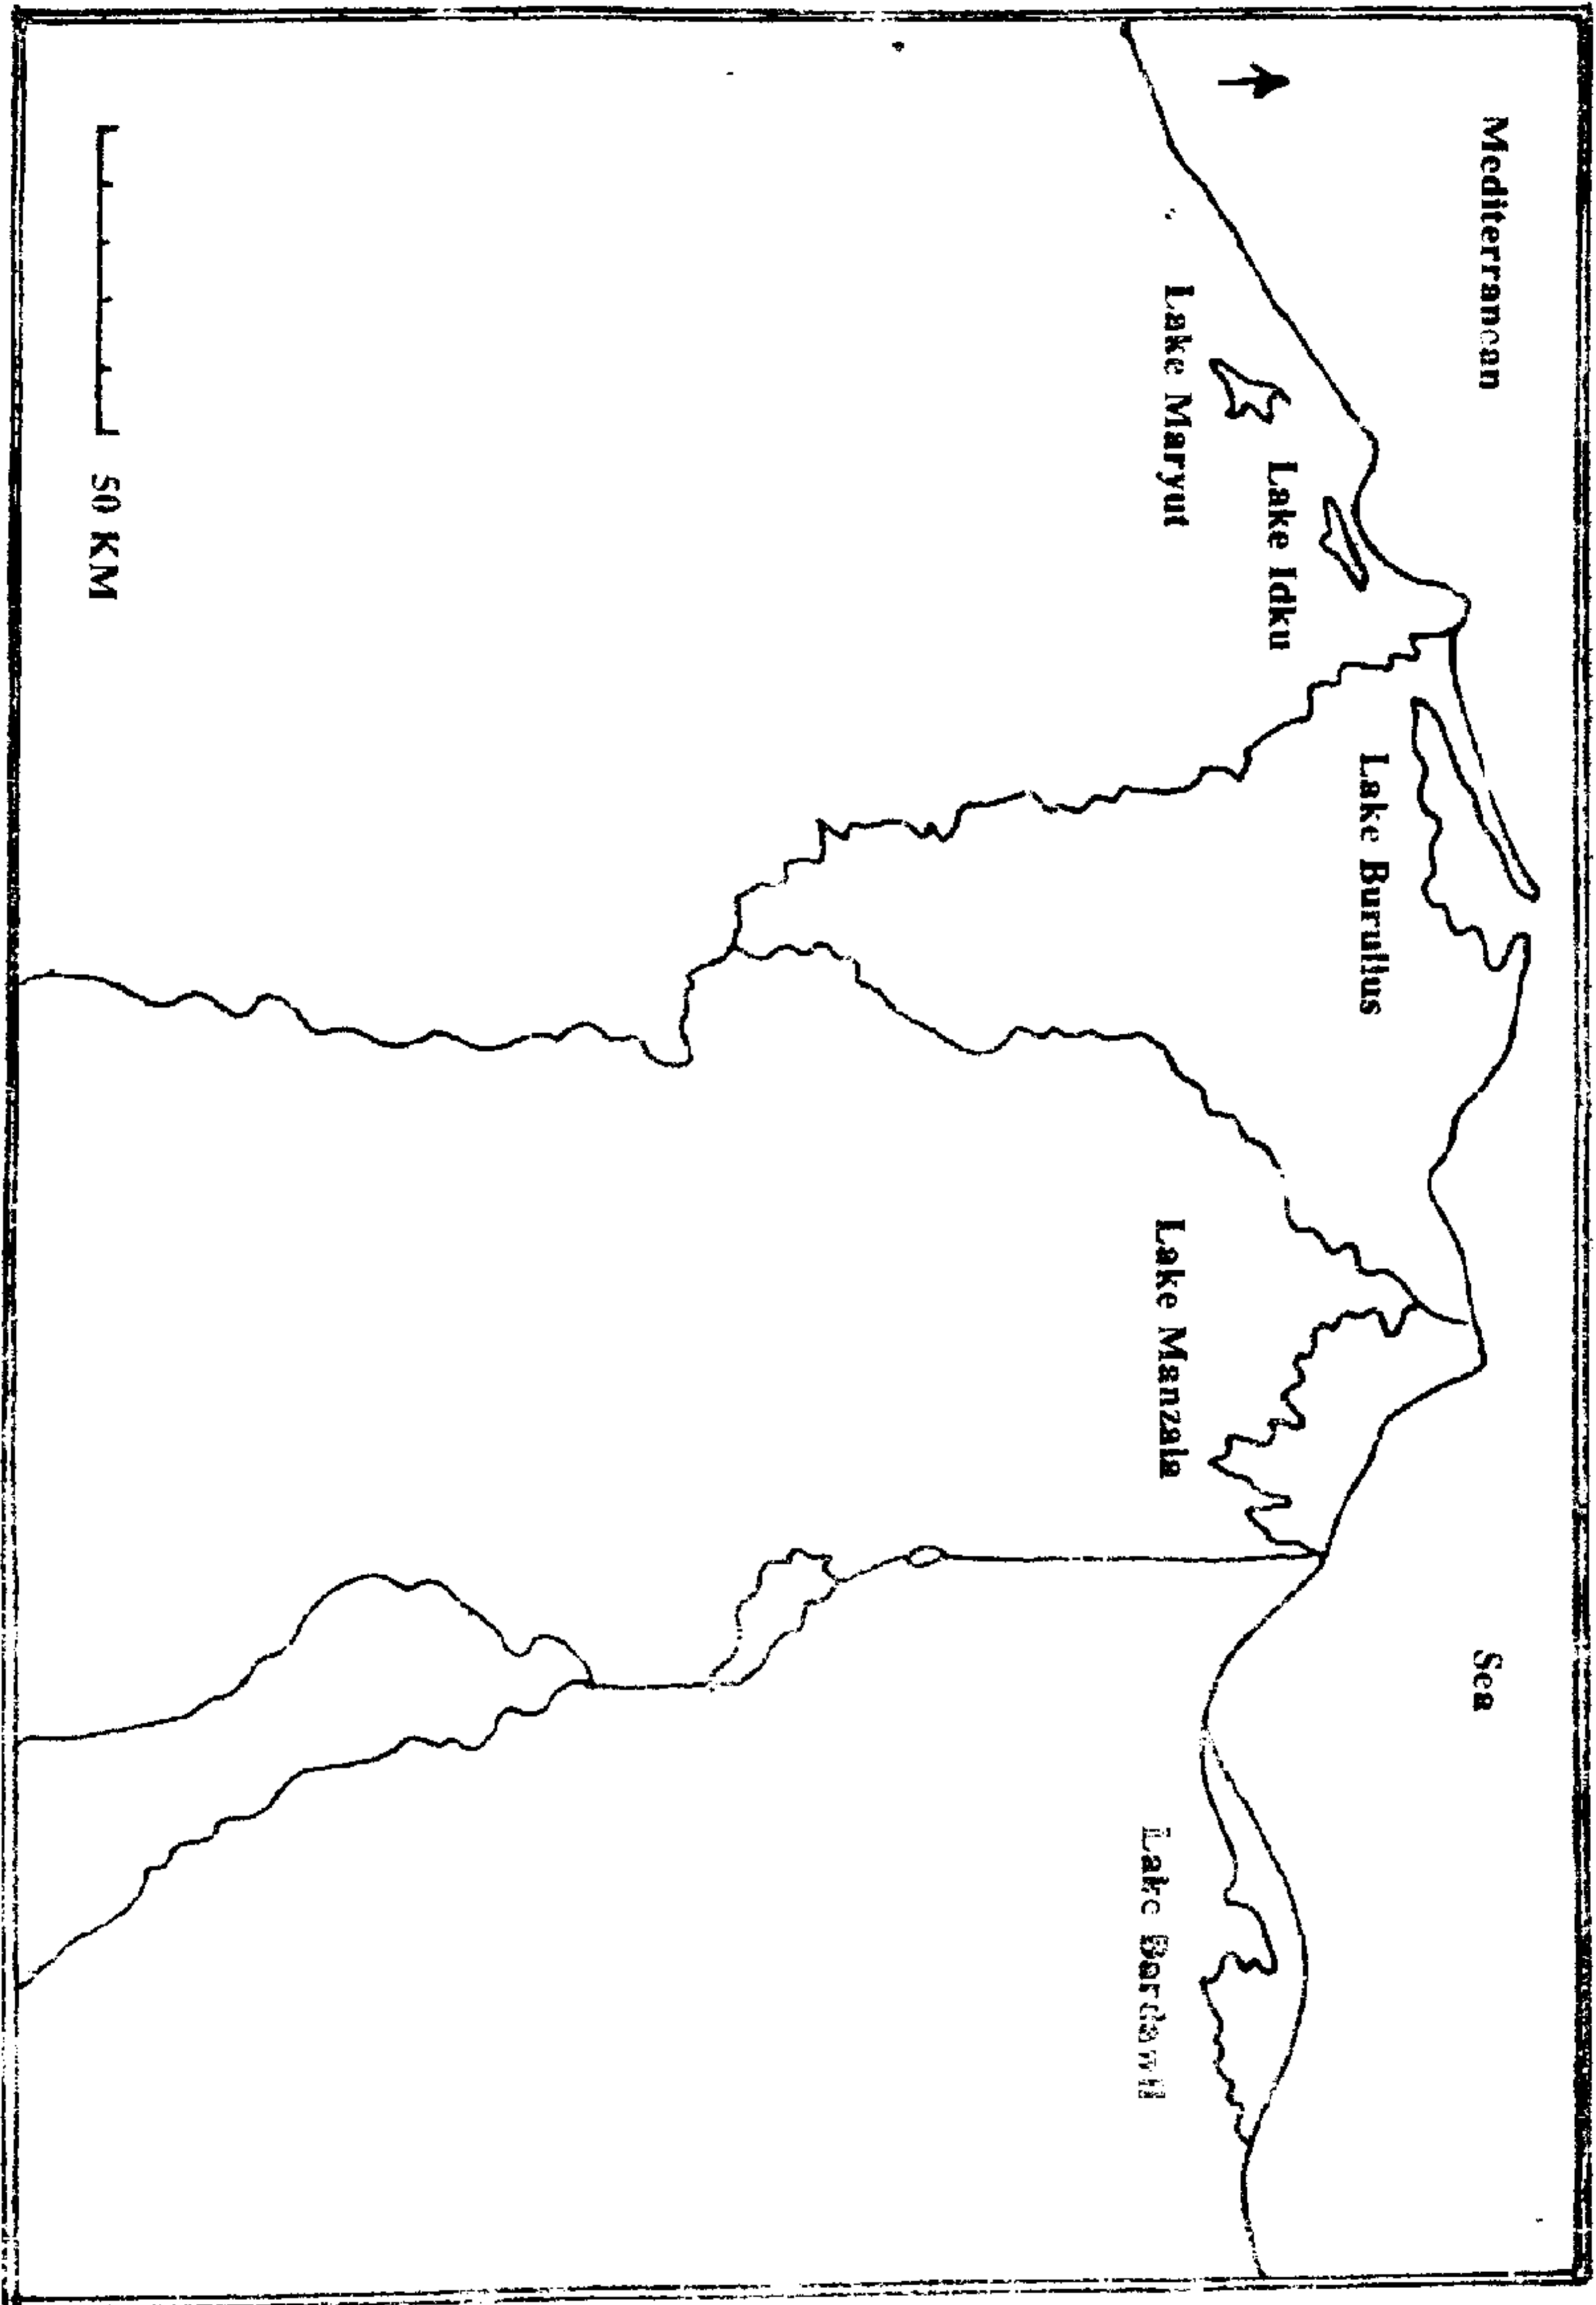 Mediterranean
Sea
Lake Burullus
Lake Idku
Lake Maryut
Lake Manzala
Lake Bardawil
50 KM